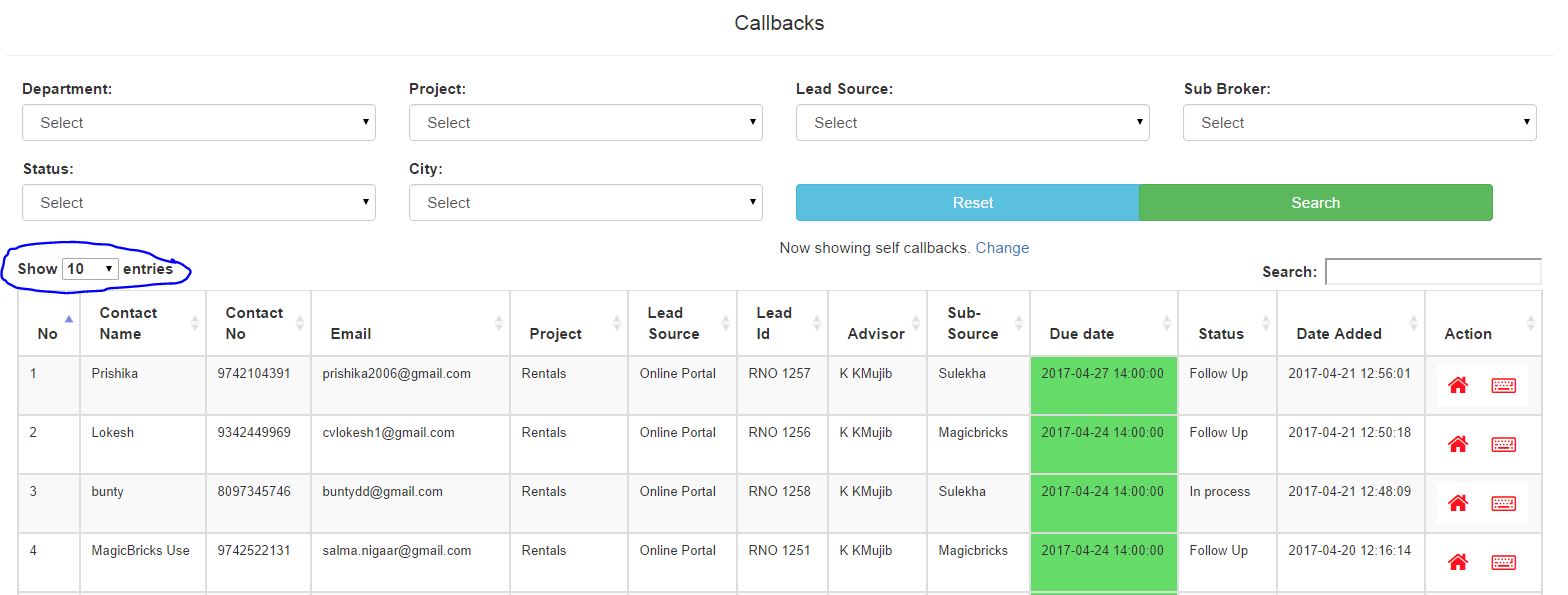 Callbacks
Department: Project: Lead Source: Sub Broker:
Select Select Select Select
Status: City:
Select Select Reset Search
Now showing self callbacks. Change
Show 10 entries Search:
No Contact Name Contact No Email Project Lead Source Lead Id Advisor Sub-Source Due date Status Date Added Action
1 Prishika 9742104391 prishika2006@gmail.com Rentals Online Portal RNO 1257 K KMujib Sulekha 2017-04-27 14:00:00 Follow Up 2017-04-21 12:56:01
2 Lokesh 9342449969 cvlokesh1@gmail.com Rentals Online Portal RNO 1256 K KMujib Magicbricks 2017-04-24 14:00:00 Follow Up 2017-04-21 12:50:18
3 bunty 8097345746 buntydd@gmail.com Rentals Online Portal RNO 1258 K KMujib Sulekha 2017-04-24 14:00:00 In process 2017-04-21 12:48:09
4 MagicBricks Use 9742522131 salma.nigaar@gmail.com Rentals Online Portal RNO 1251 K KMujib Magicbricks 2017-04-24 14:00:00 Follow Up 2017-04-20 12:16:14